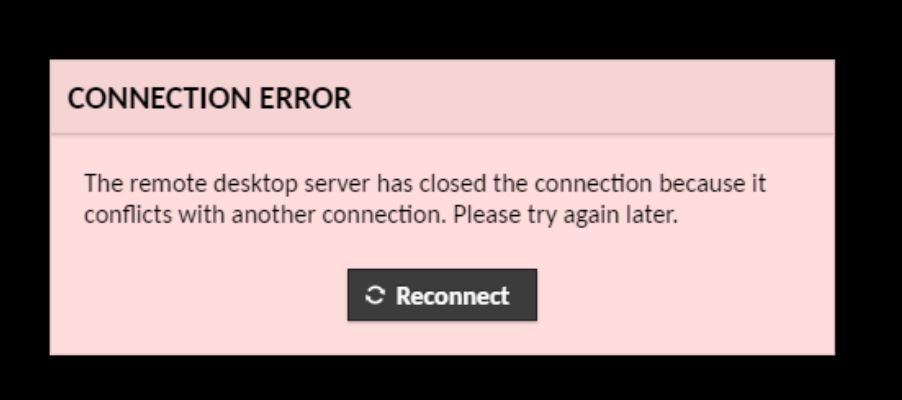 CONNECTION ERROR
The remote desktop server has closed the connection because it
conflicts with another connection. Please try again later.
Reconnect